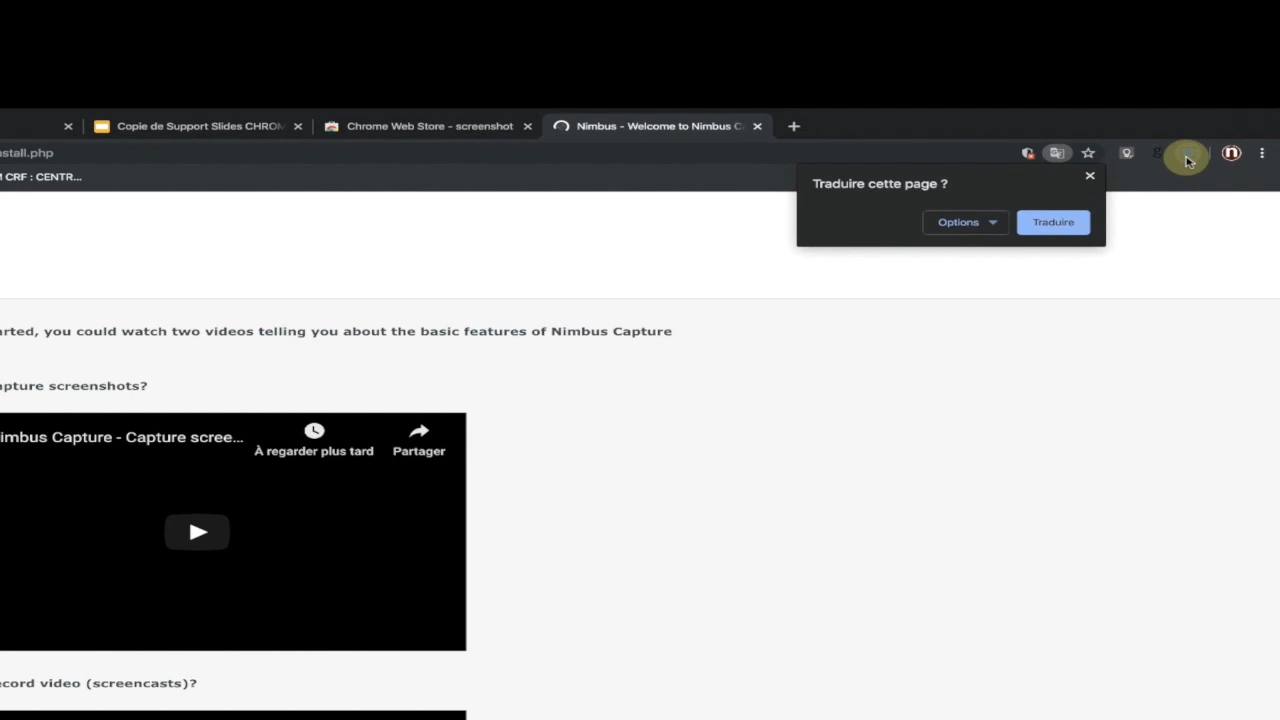 Copie de Support Slides CHROM
Chrome Web Store - screenshot
Nimbus - Welcome to Nimbus C
nstall.php
M CRF : CENTR...
Traduire cette page ?
Options
Traduire
arted, you could watch two videos telling you about the basic features of Nimbus Capture
apture screenshots?
imbus Capture - Capture scree...
À regarder plus tard
Partager
ecord video (screencasts)?